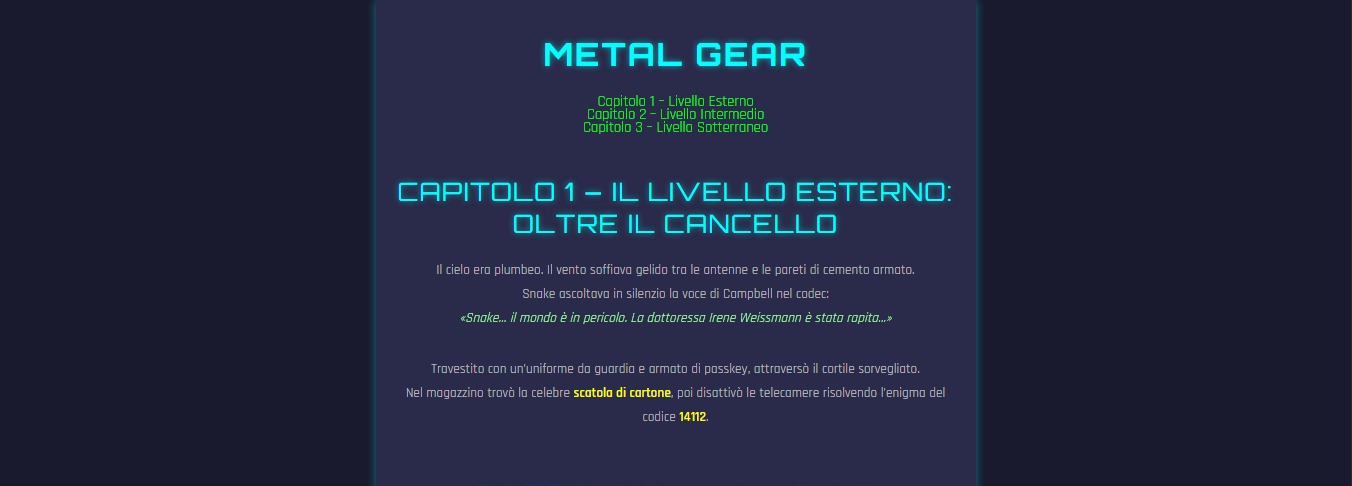 METAL GEAR
Capitolo 1 – Livello Esterno
Capitolo 2 – Livello Intermedio
Capitolo 3 – Livello Sotterraneo
CAPITOLO 1 – IL LIVELLO ESTERNO:
OLTRE IL CANCELLO
Il cielo era plumbeo. Il vento soffiava gelido tra le antenne e le pareti di cemento armato.
Snake ascoltava in silenzio la voce di Campbell nel codec:
«Snake... il mondo è in pericolo. La dottoressa Irene Weissmann è stata rapita...»
Travestito con un'uniforme da guardia e armato di passkey, attraversò il cortile sorvegliato.
Nel magazzino trovò la celebre scatola di cartone, poi disattivò le telecamere risolvendo l'enigma del
codice 14112.